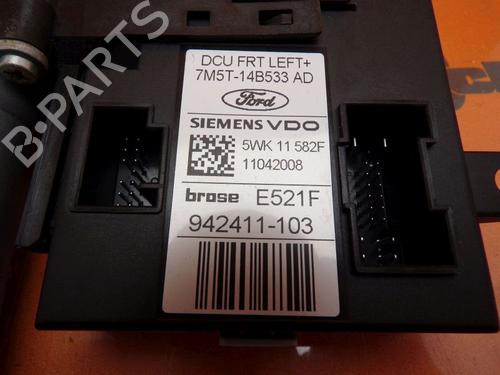 DCU FRT LEFT+
7M5T-14B533 AD
Ford
SIEMENS VDO
5WK 11 582F
11042008
brose E521F
942411-103
B-PARTS